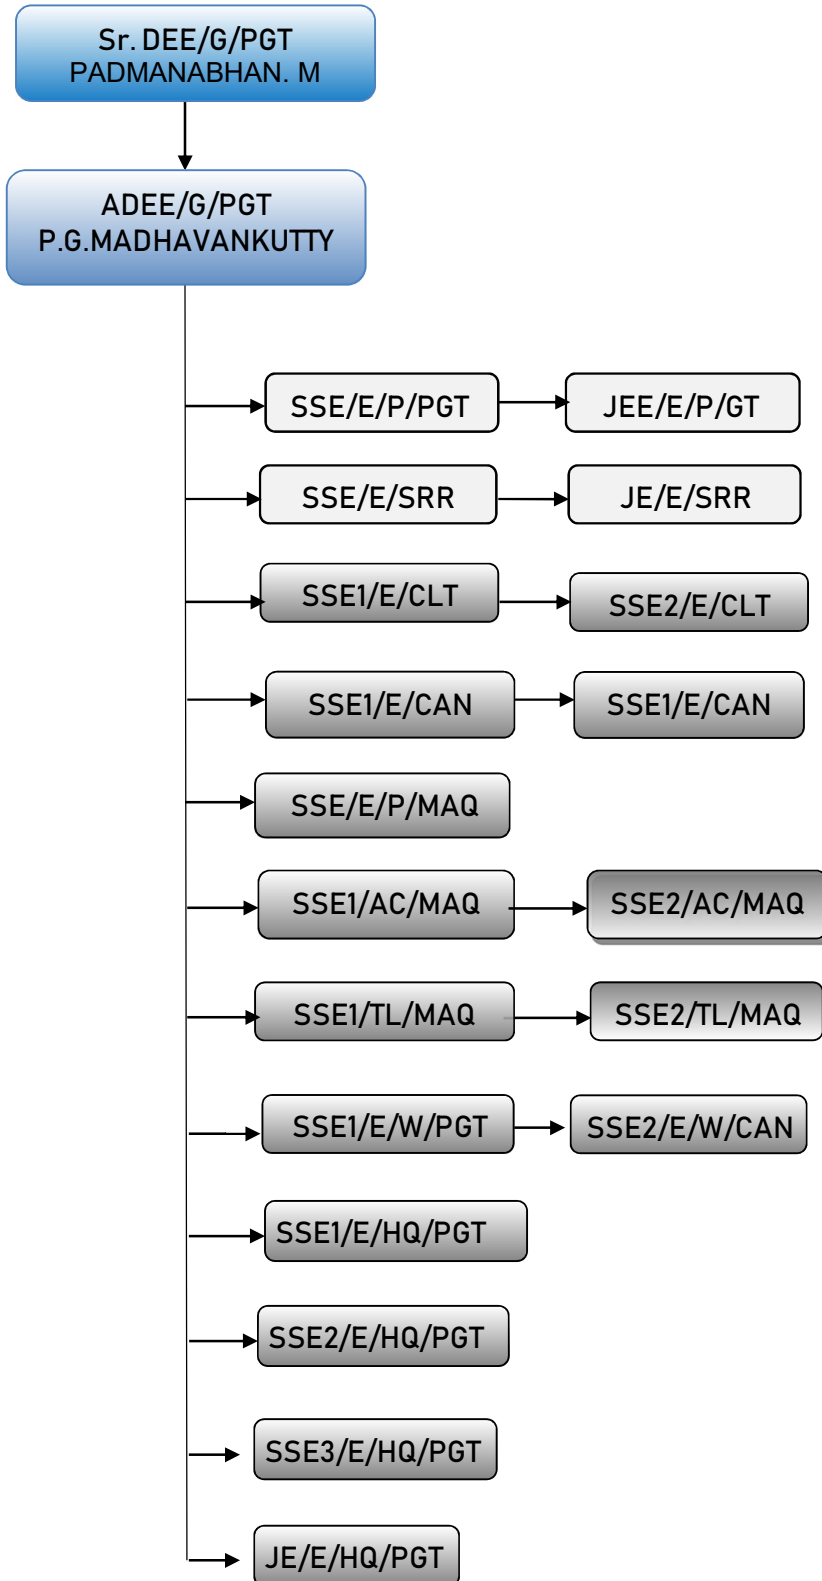 Sr. DEE/G/PGT
PADMANABHAN. M
ADEE/G/PGT
P.G.MADHAVANKUTTY
SSE/E/P/PGT
JEE/E/P/GT
SSE/E/SRR
JE/E/SRR
SSE1/E/CLT
SSE2/E/CLT
SSE1/E/CAN
SSE1/E/CAN
SSE/E/P/MAQ
SSE1/AC/MAQ
SSE2/AC/MAQ
SSE1/TL/MAQ
SSE2/TL/MAQ
SSE1/E/W/PGT
SSE2/E/W/CAN
SSE1/E/HQ/PGT
SSE2/E/HQ/PGT
SSE3/E/HQ/PGT
JE/E/HQ/PGT